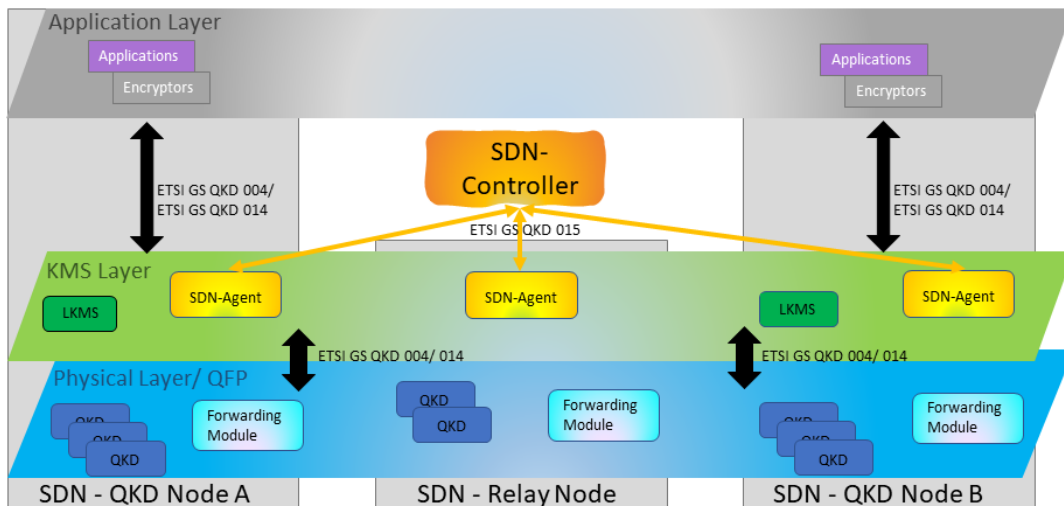 Application Layer
Applications
Encryptors
Applications
Encryptors
SDN-
Controller
ETSI GS QKD 004/
ETSI GS QKD 014
ETSI GS QKD 004/
ETSI GS QKD 014
ETSI GS QKD 015
KMS Layer
LKMS
SDN-Agent
SDN-Agent
LKMS
SDN-Agent
ETSI GS QKD 004/ 014
ETSI GS QKD 004/ 014
Physical Layer/ QFP
QKD
QKD
QKD
Forwarding
Module
QKD
QKD
Forwarding
Module
QKD
QKD
QKD
Forwarding
Module
SDN - QKD Node A
SDN - Relay Node
SDN - QKD Node B